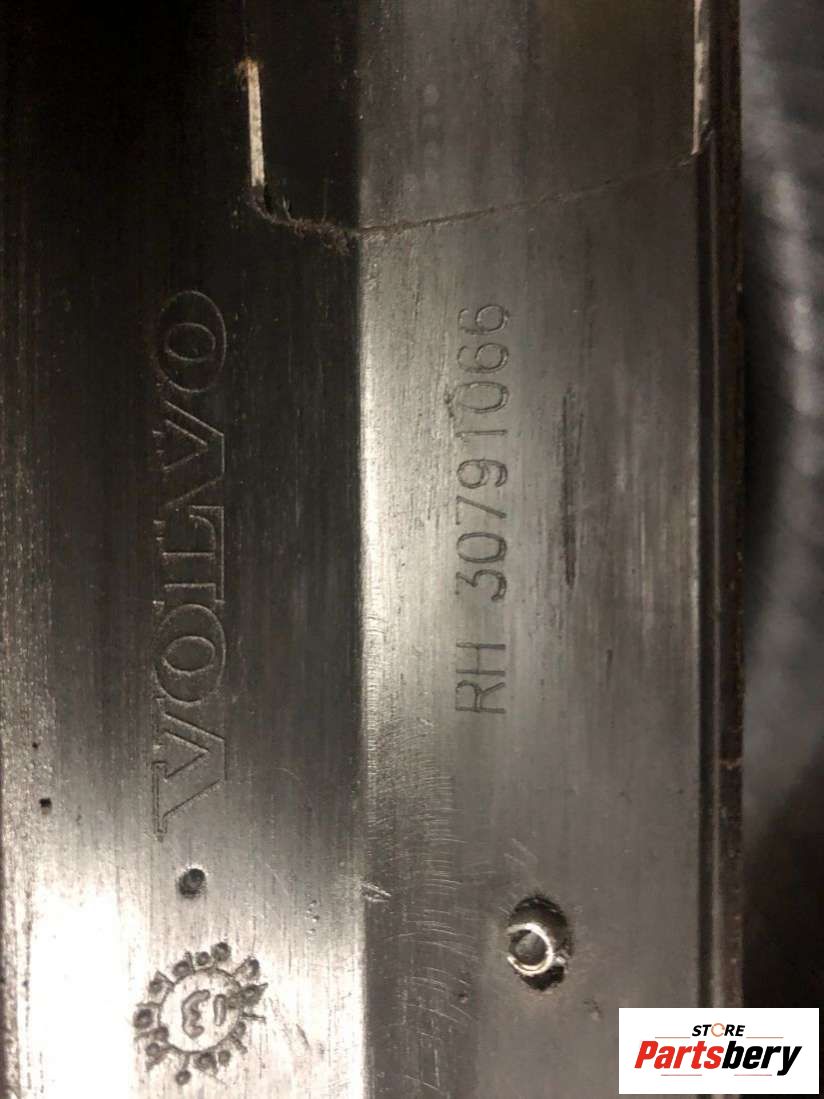 VOLVO
RH 30791066
STORE
Partsbery